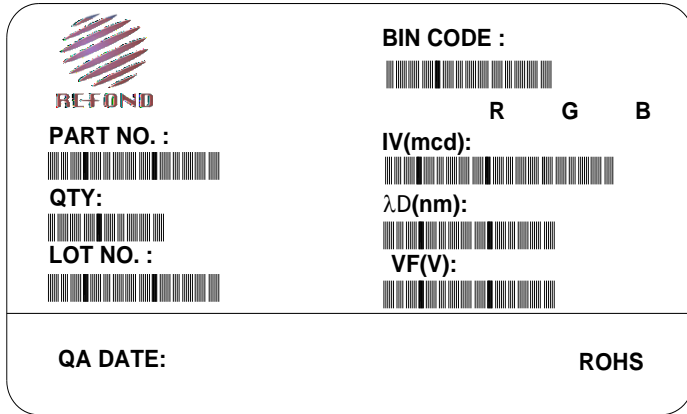 REFOND
PART NO. :
QTY:
LOT NO. :
BIN CODE :
R G B
IV(mcd):
λD(nm):
VF(V):
QA DATE:
ROHS